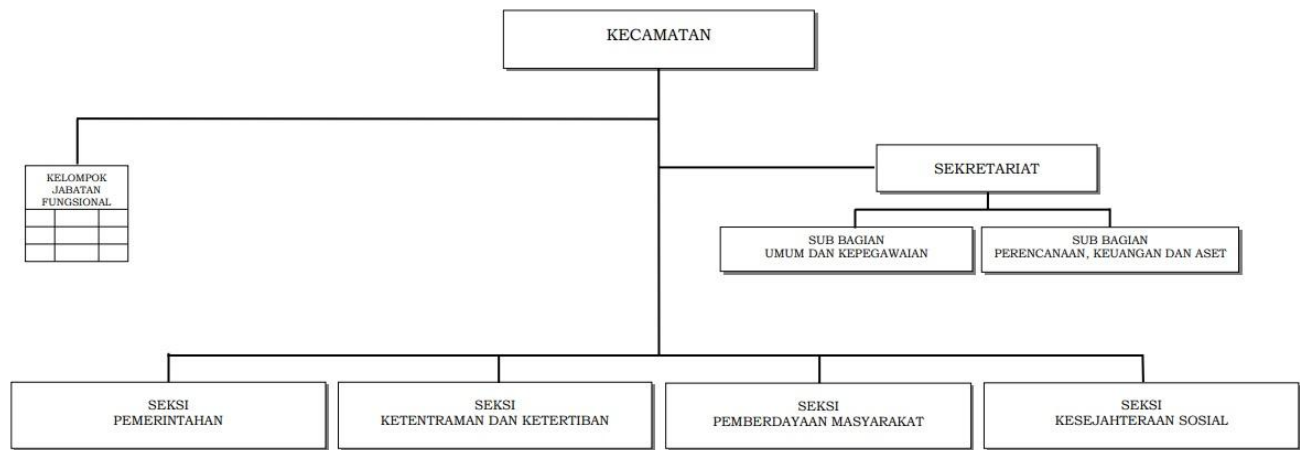 KECAMATAN
KELOMPOK
JABATAN
FUNGSIONAL
SEKRETARIAT
SUB BAGIAN
UMUM DAN KEPEGAWAIAN
SUB BAGIAN
PERENCANAAN, KEUANGAN DAN ASET
SEKSI
PEMERINTAHAN
SEKSI
KETENTRAMAN DAN KETERTIBAN
SEKSI
PEMBERDAYAAN MASYARAKAT
SEKSI
KESEJAHTERAAN SOSIAL